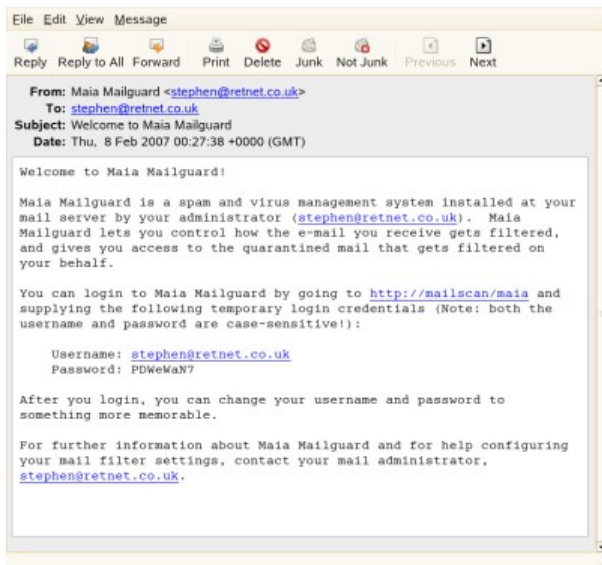 File Edit View Message
Reply Reply to All Forward Print Delete Junk Not Junk Previous Next
From: Maia Mailguard <stephen@retnet.co.uk>
To: stephen@retnet.co.uk
Subject: Welcome to Maia Mailguard
Date: Thu, 8 Feb 2007 00:27:38 +0000 (GMT)
Welcome to Maia Mailguard!
Maia Mailguard is a spam and virus management system installed at your
mail server by your administrator (stephen@retnet.co.uk). Maia
Mailguard lets you control how the e-mail you receive gets filtered,
and gives you access to the quarantined mail that gets filtered on
your behalf.
You can login to Maia Mailguard by going to http://mailscan/maia and
supplying the following temporary login credentials (Note: both the
username and password are case-sensitive!):
Username: stephen@retnet.co.uk
Password: PDWeWaN7
After you login, you can change your username and password to
something more memorable.
For further information about Maia Mailguard and for help configuring
your mail filter settings, contact your mail administrator,
stephen@retnet.co.uk.